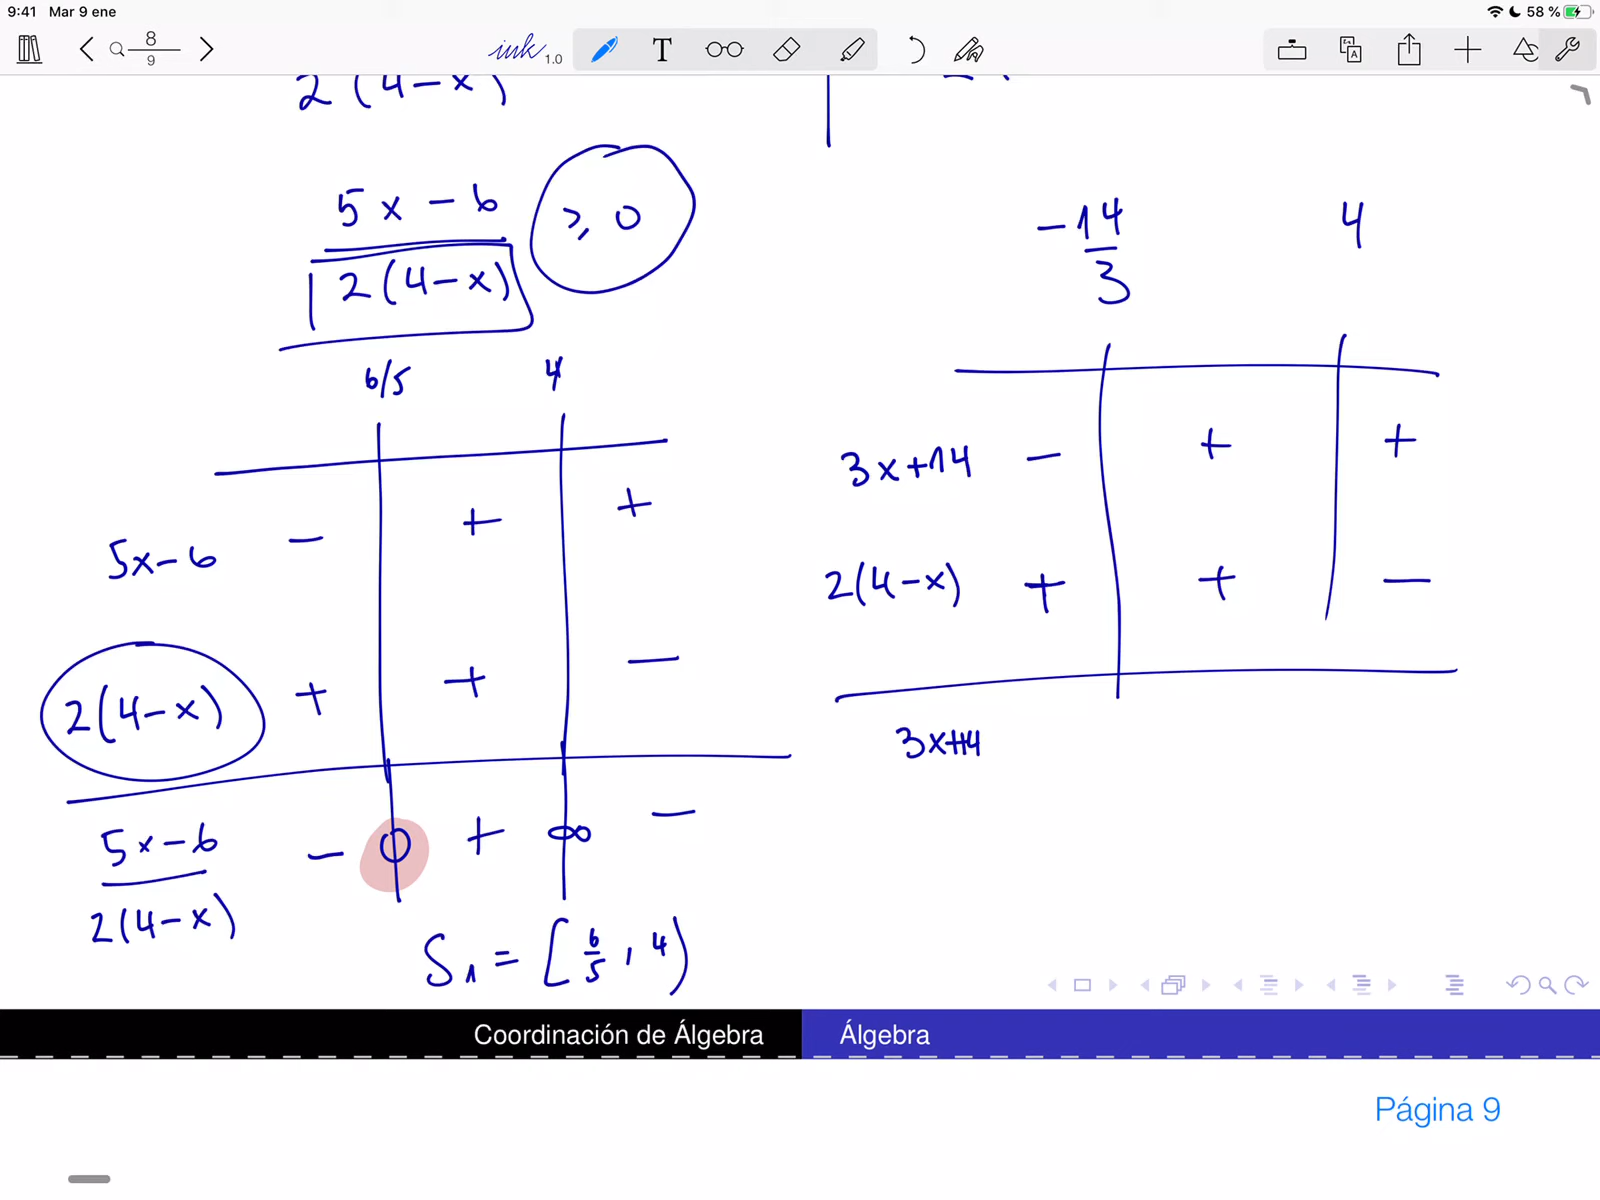 9:41 Mar 9 ene
58 %
8
9
ink 1.0
T
2(4-x)
5x-6
2(4-x)
≥ 0
6/5 4
5x-6 - + +
2(4-x) + + -
5x-6
2(4-x)
- 0 + ∞ -
S₁ = [6/5, 4)
-14/3 4
3x+14 - + +
2(4-x) + + -
3x+14
Coordinación de Álgebra
Álgebra
Página 9